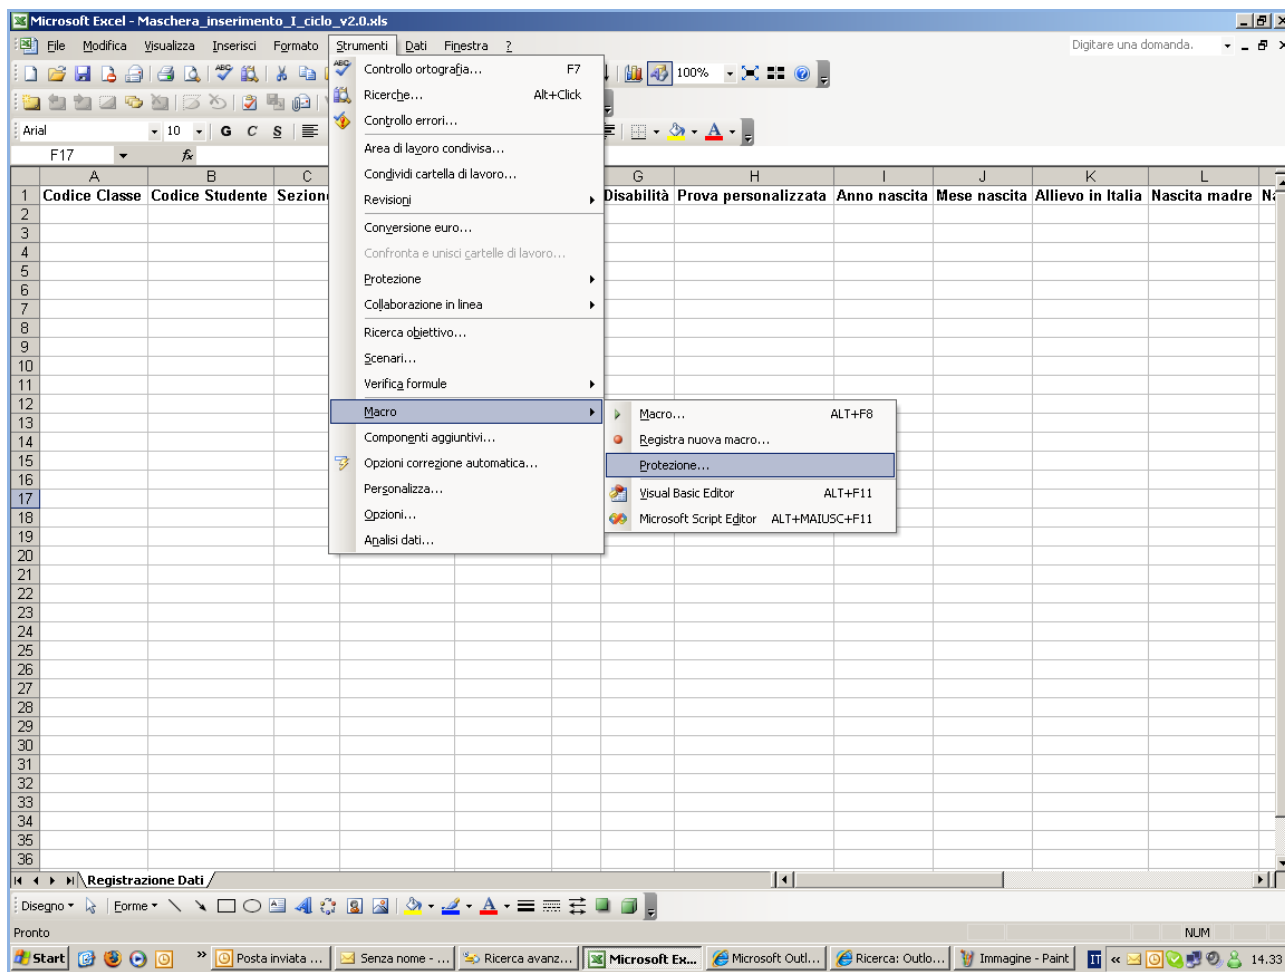 Microsoft Excel - Maschera_inserimento_I_ciclo_v2.0.xls
File Modifica Visualizza Inserisci Formato Strumenti Dati Finestra ? Digitare una domanda.
100%
Arial 10 G C S
F17 fx
Controllo ortografia... F7
Ricerche... Alt+Click
Controllo errori...
Area di lavoro condivisa...
Condividi cartella di lavoro...
Revisioni
Conversione euro...
Confronta e unisci cartelle di lavoro...
Protezione
Collaborazione in linea
Ricerca obiettivo...
Scenari...
Verifica formule
Macro
Componenti aggiuntivi...
Opzioni correzione automatica...
Personalizza...
Opzioni...
Analisi dati...
Macro... ALT+F8
Registra nuova macro...
Protezione...
Visual Basic Editor ALT+F11
Microsoft Script Editor ALT+MAIUSC+F11
A B C G H I J K L
1 Codice Classe Codice Studente Sezion Disabilità Prova personalizzata Anno nascita Mese nascita Allievo in Italia Nascita madre
2
3
4
5
6
7
8
9
10
11
12
13
14
15
16
17
18
19
20
21
22
23
24
25
26
27
28
29
30
31
32
33
34
35
36
Registrazione Dati
Disegno Forme
Pronto NUM
Start Posta inviata ... Senza nome - ... Ricerca avanz... Microsoft Ex... Microsoft Outl... Ricerca: Outlo... Immagine - Paint IT 14.33